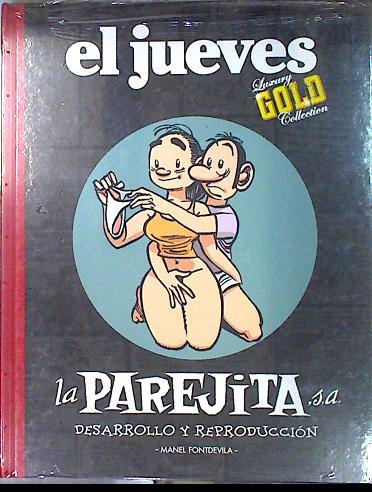 el jueves
Luxury
GOLD
Collection
la PAREJITA s.a.
DESARROLLO Y REPRODUCCIÓN
- MANEL FONTDEVILA -